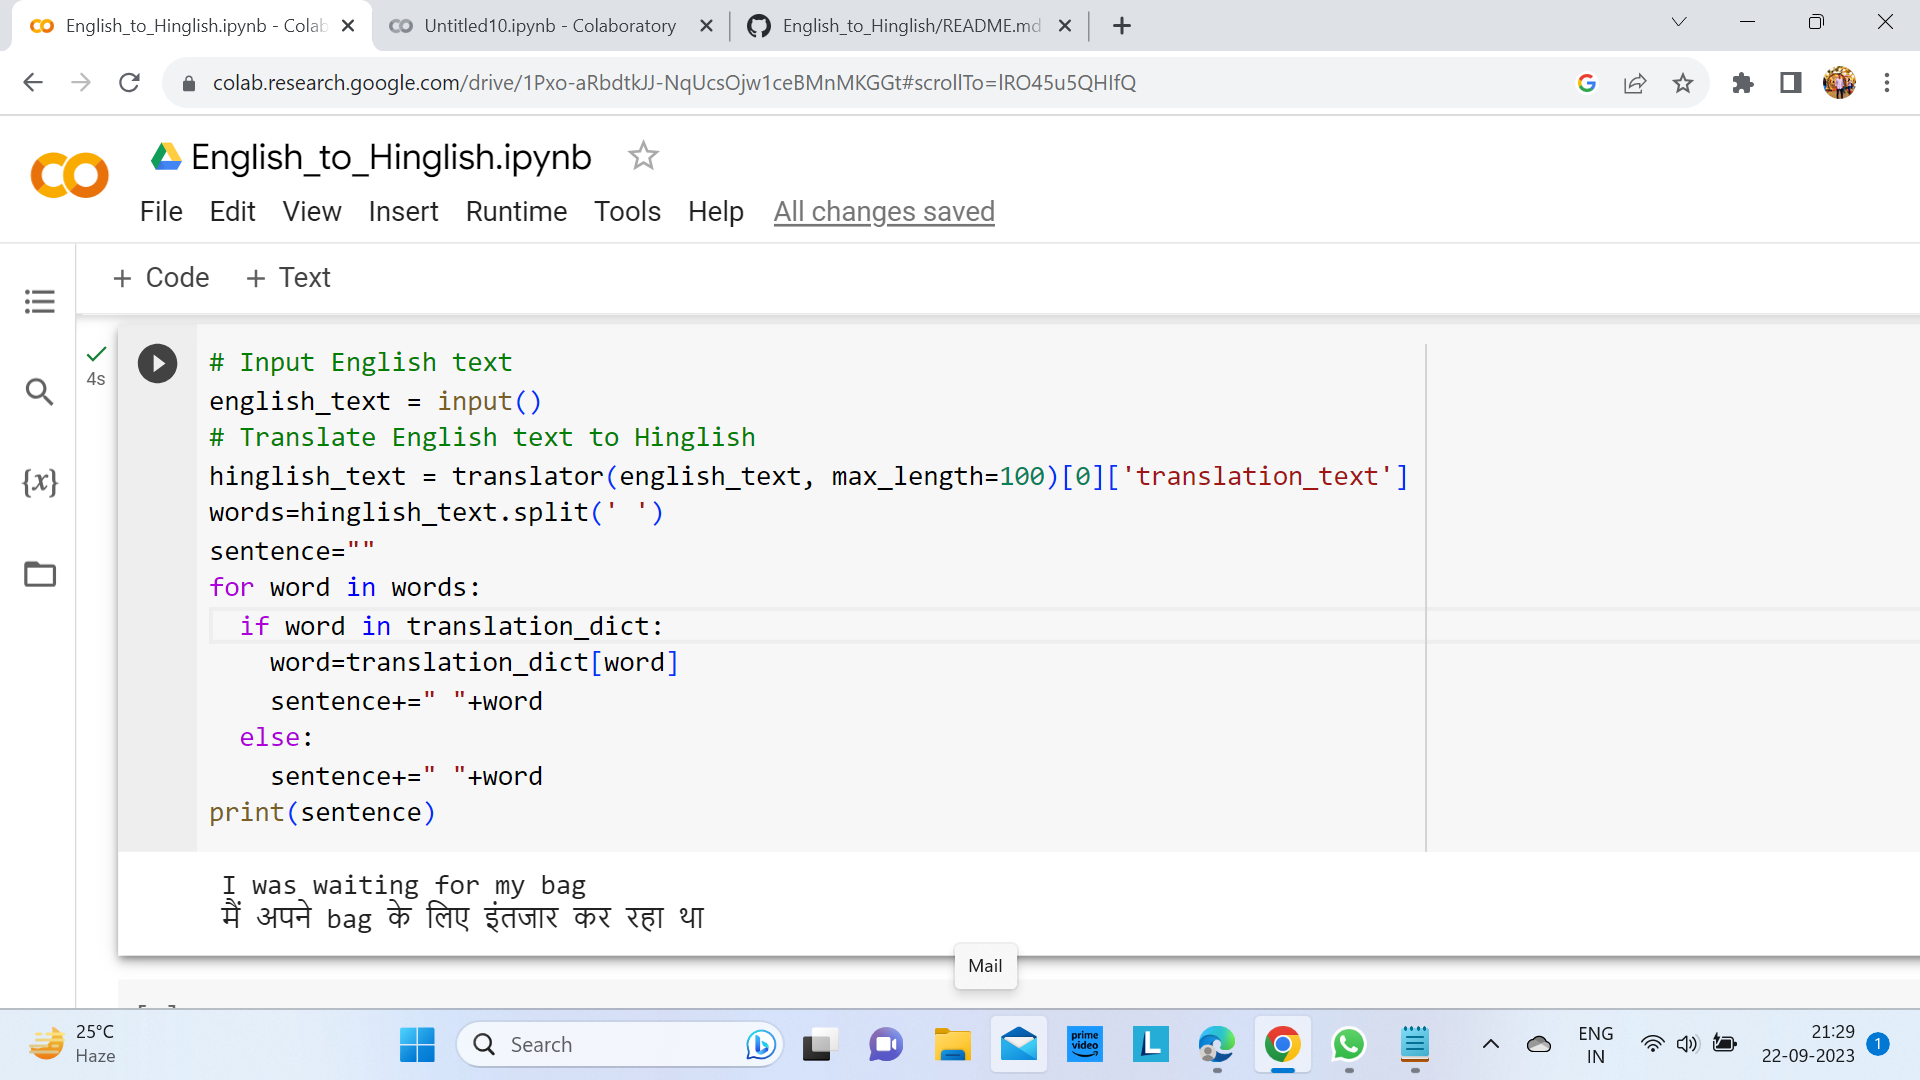 English_to_Hinglish.ipynb - Colab
Untitled10.ipynb - Colaboratory
English_to_Hinglish/README.md
colab.research.google.com/drive/1Pxo-aRbdtkJJ-NqUcsOjw1ceBMnMKGGt#scrollTo=lRO45u5QHIfQ
English_to_Hinglish.ipynb
File Edit View Insert Runtime Tools Help All changes saved
+ Code + Text
{x}
4s
# Input English text
english_text = input()
# Translate English text to Hinglish
hinglish_text = translator(english_text, max_length=100)[0]['translation_text']
words=hinglish_text.split(' ')
sentence=""
for word in words:
  if word in translation_dict:
    word=translation_dict[word]
    sentence+=" "+word
  else:
    sentence+=" "+word
print(sentence)
I was waiting for my bag
मैं अपने bag के लिए इंतजार कर रहा था
Mail
25°C
Haze
Search
prime video
L
ENG
IN
21:29
22-09-2023
1